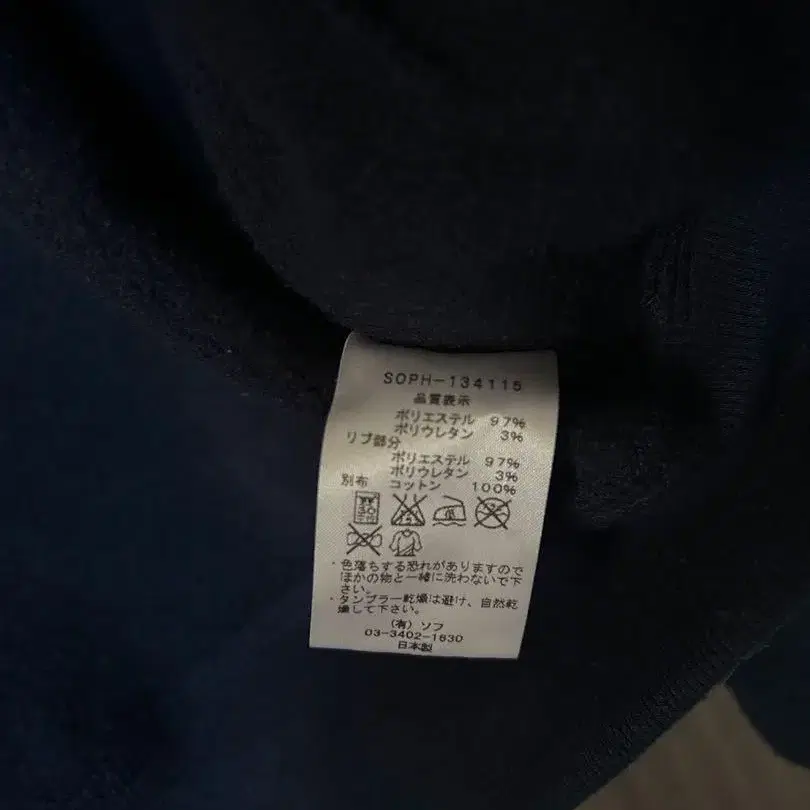 SOPH-134115
品質表示
ポリエステル 97%
ポリウレタン 3%
リブ部分
ポリエステル 97%
ポリウレタン 3%
別布 コットン 100%
・色落ちする恐れがありますので
ほかの物と一緒に洗わないで下
さい。
・タンブラー乾燥は避け、自然乾
燥して下さい。
(有) ソフ
03-3402-1630
日本製